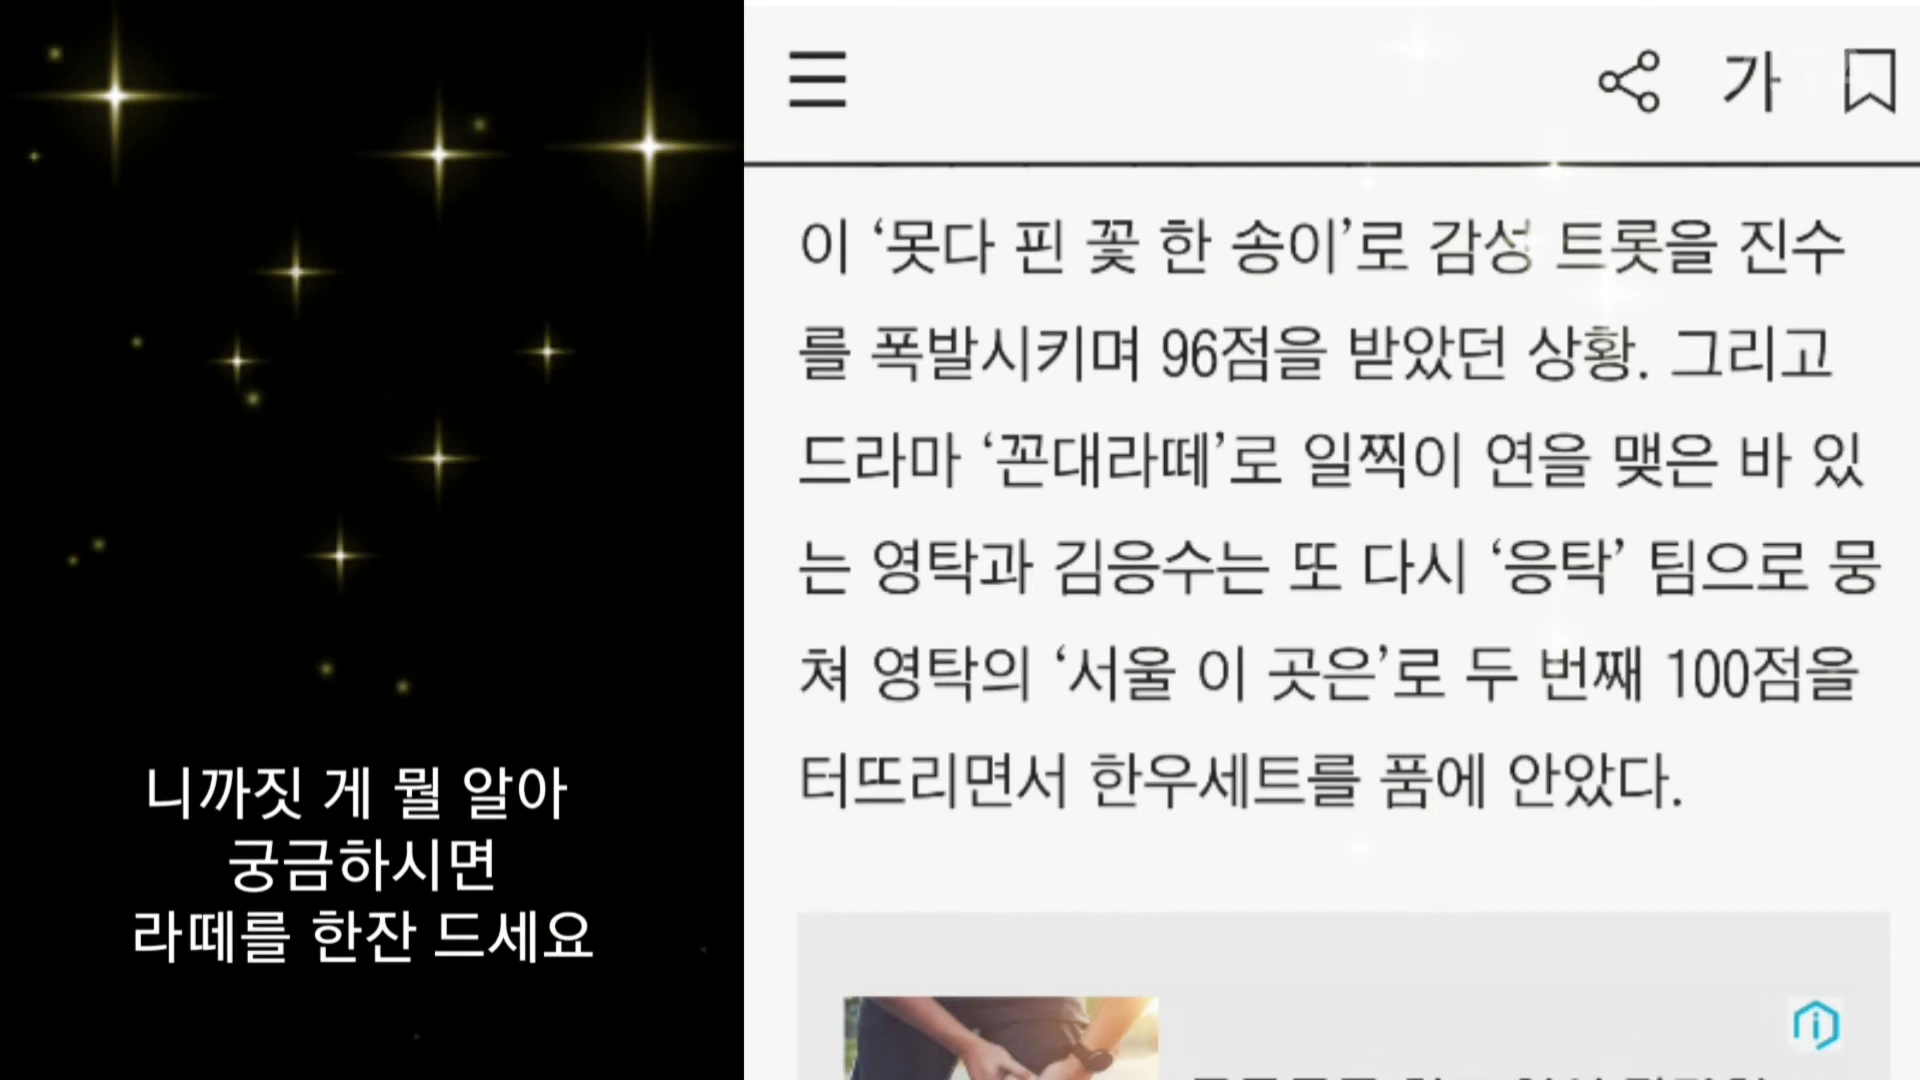 니까짓 게 뭘 알아
궁금하시면
라떼를 한잔 드세요
가
이 ‘못다 핀 꽃 한 송이’로 감성 트롯을 진수
를 폭발시키며 96점을 받았던 상황. 그리고
드라마 ‘꼰대라떼’로 일찍이 연을 맺은 바 있
는 영탁과 김응수는 또 다시 ‘응탁’ 팀으로 뭉
쳐 영탁의 ‘서울 이 곳은’로 두 번째 100점을
터뜨리면서 한우세트를 품에 안았다.